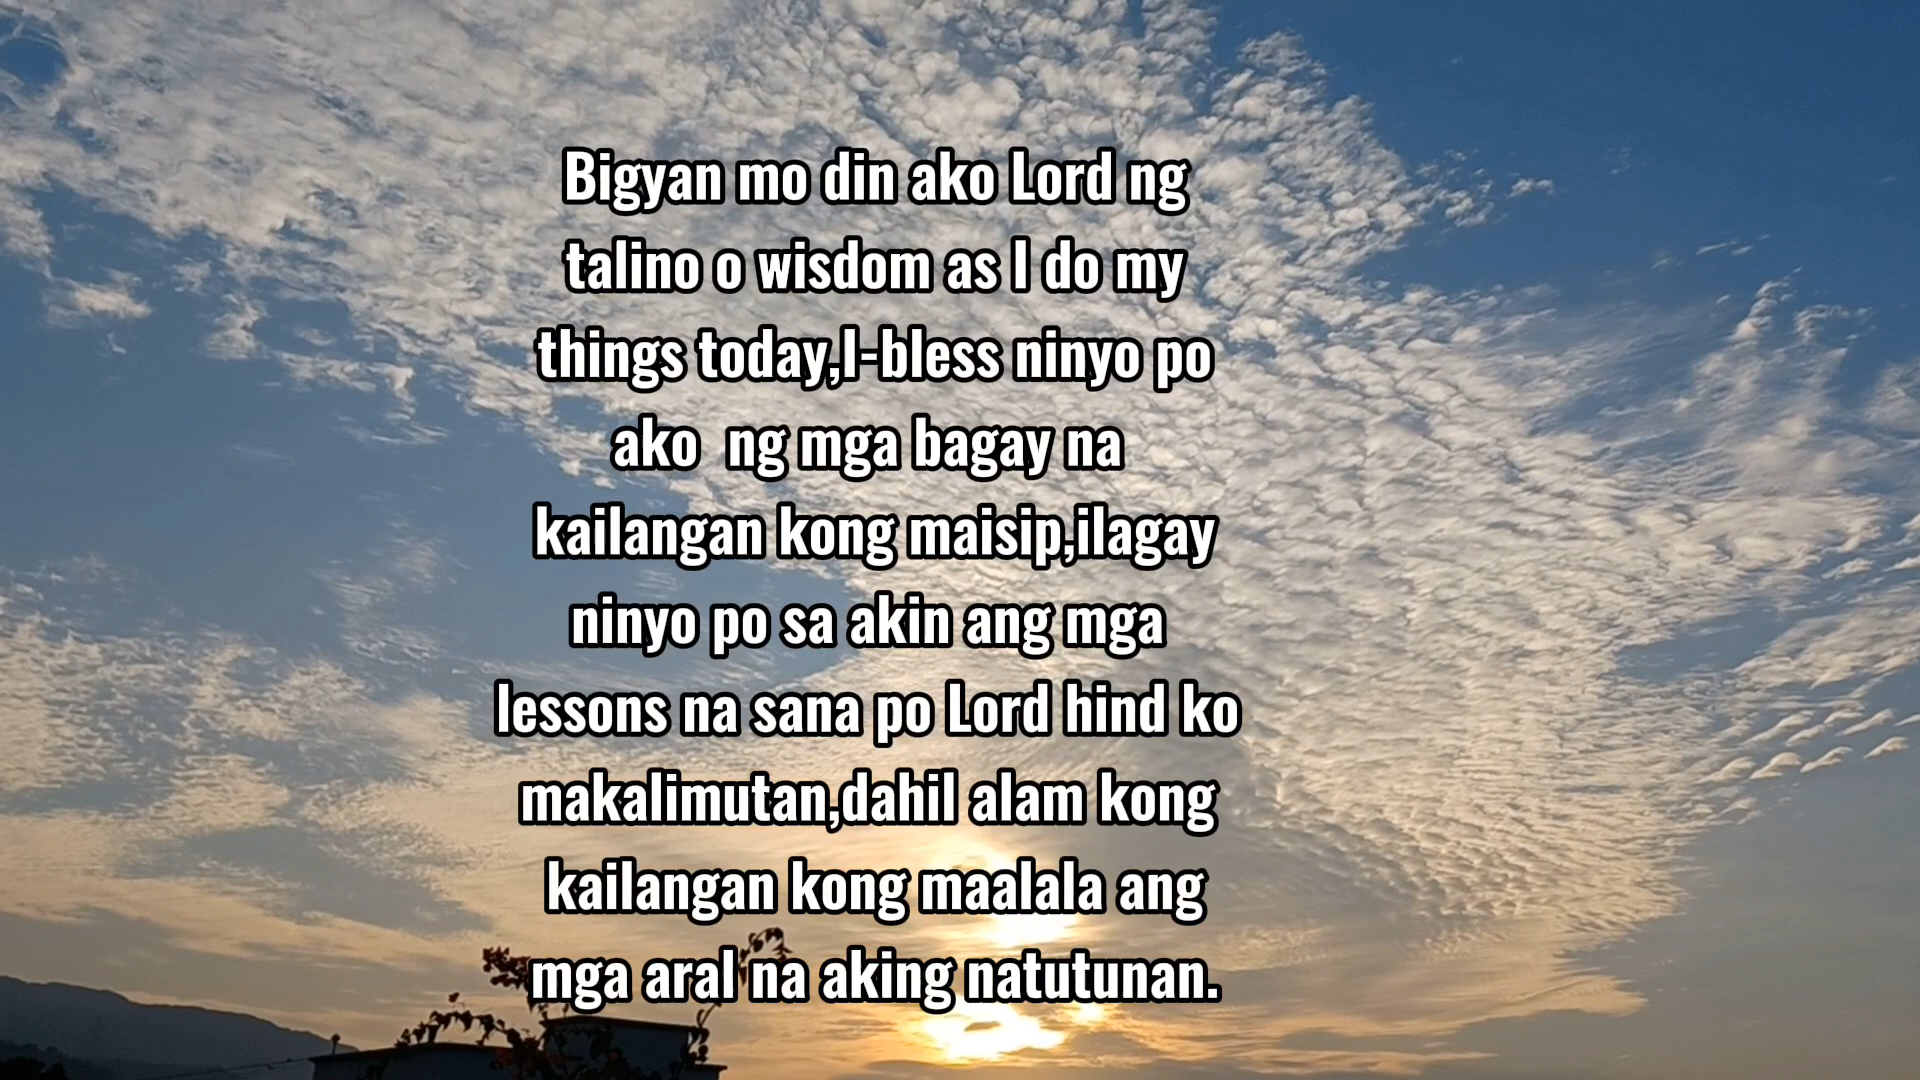 Bigyan mo din ako Lord ng
talino o wisdom as I do my
things today,I-bless ninyo po
ako  ng mga bagay na
kailangan kong maisip,ilagay
ninyo po sa akin ang mga
lessons na sana po Lord hind ko
makalimutan,dahil alam kong
kailangan kong maalala ang
mga aral na aking natutunan.